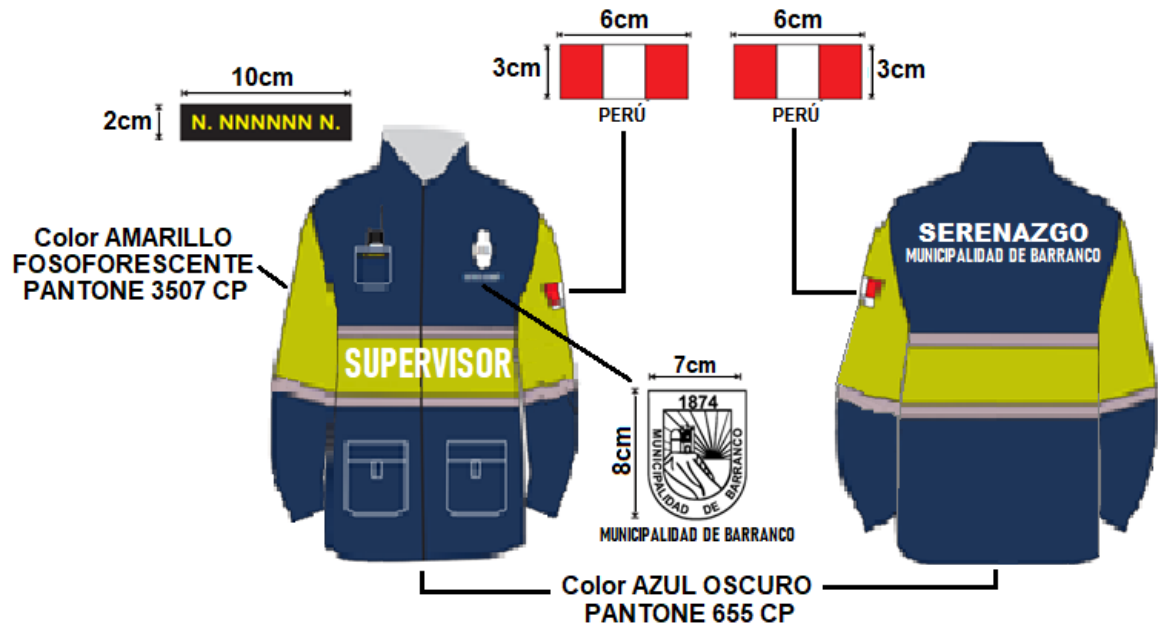 6cm
6cm
3cm
3cm
PERÚ
PERÚ
10cm
2cm
N. NNNNNN N.
Color AMARILLO
FOSOFORESCENTE
PANTONE 3507 CP
SERENAZGO
MUNICIPALIDAD DE BARRANCO
SUPERVISOR
7cm
8cm
1874
MUNICIPALIDAD DE BARRANCO
MUNICIPALIDAD DE BARRANCO
Color AZUL OSCURO
PANTONE 655 CP